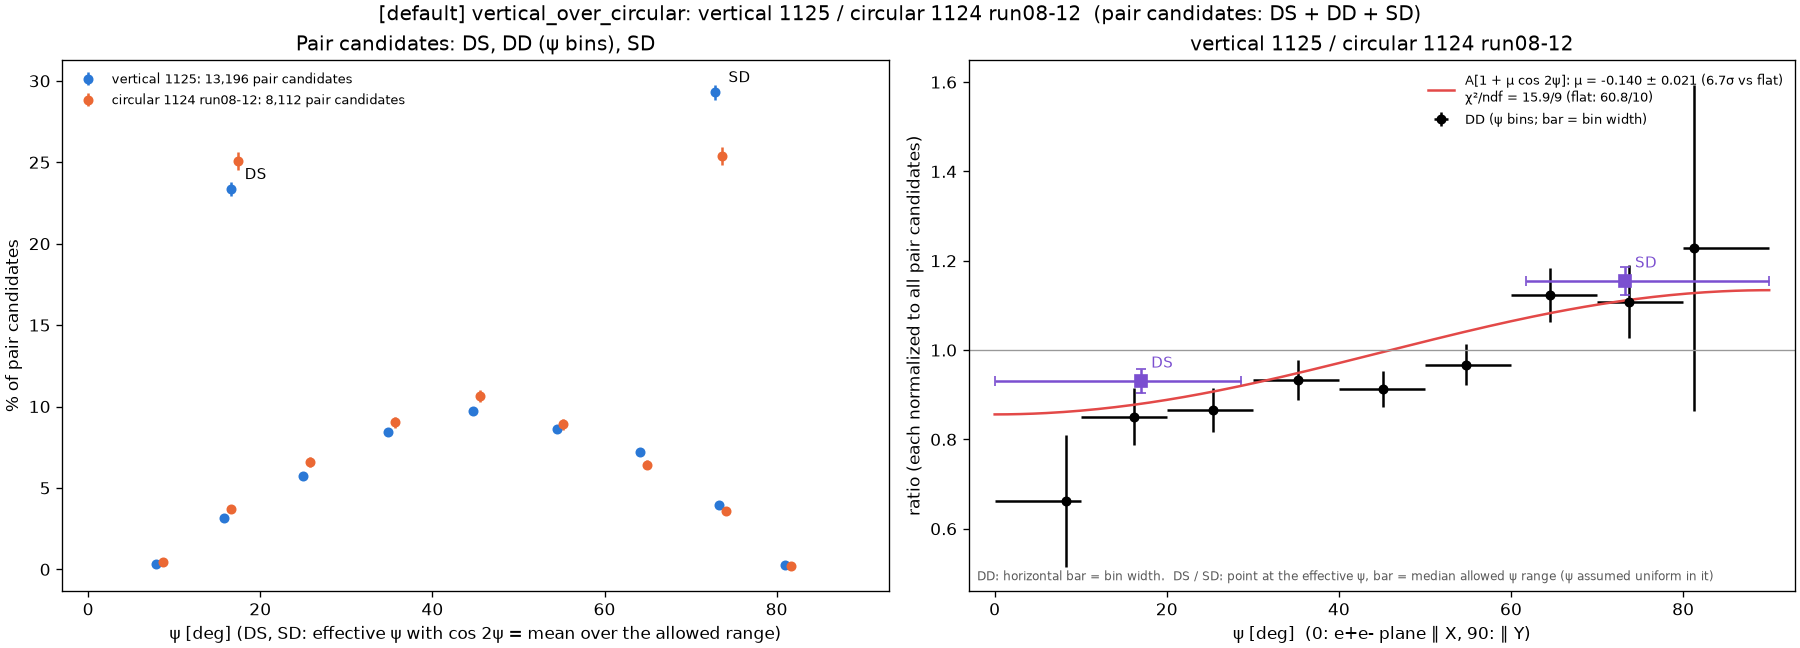 [default] vertical_over_circular: vertical 1125 / circular 1124 run08-12  (pair candidates: DS + DD + SD)
Pair candidates: DS, DD (ψ bins), SD
vertical 1125: 13,196 pair candidates
circular 1124 run08-12: 8,112 pair candidates
SD
DS
30
25
20
15
10
5
0
% of pair candidates
0
20
40
60
80
ψ [deg] (DS, SD: effective ψ with cos 2ψ = mean over the allowed range)
vertical 1125 / circular 1124 run08-12
A[1 + μ cos 2ψ]: μ = -0.140 ± 0.021 (6.7σ vs flat)
χ²/ndf = 15.9/9 (flat: 60.8/10)
DD (ψ bins; bar = bin width)
SD
DS
1.6
1.4
1.2
1.0
0.8
0.6
ratio (each normalized to all pair candidates)
DD: horizontal bar = bin width.  DS / SD: point at the effective ψ, bar = median allowed ψ range (ψ assumed uniform in it)
0
20
40
60
80
ψ [deg]  (0: e+e- plane ∥ X, 90: ∥ Y)